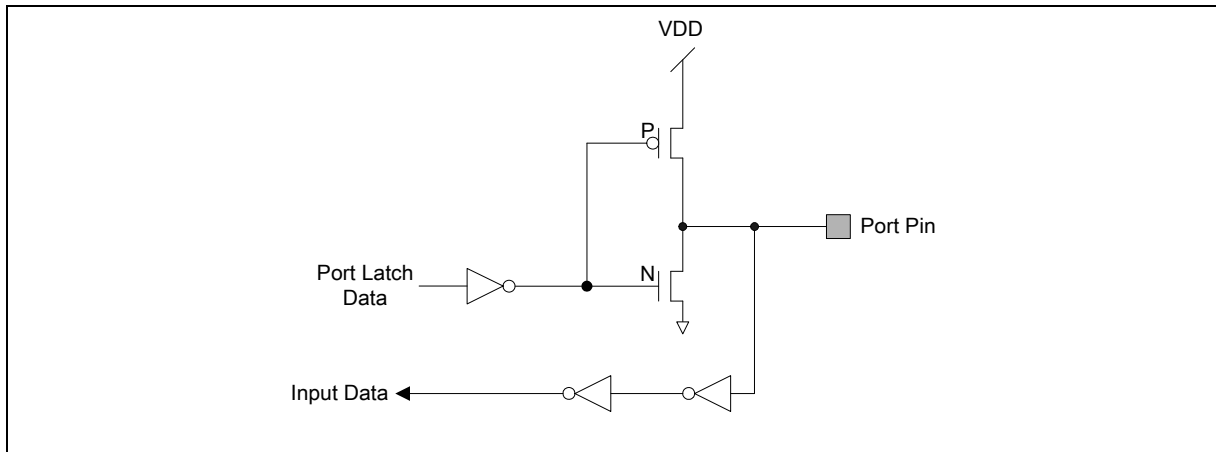 VDD
P
Port Pin
N
Port Latch
Data
Input Data